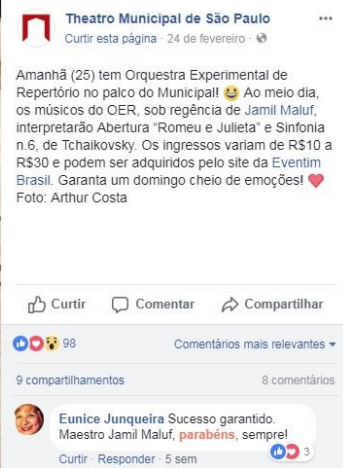 Theatro Municipal de São Paulo
Curtir esta página · 24 de fevereiro ·
Amanhã (25) tem Orquestra Experimental de
Repertório no palco do Municipal! 😆 Ao meio dia,
os músicos do OER, sob regência de Jamil Maluf,
interpretarão Abertura “Romeu e Julieta” e Sinfonia
n.6, de Tchaikovsky. Os ingressos variam de R$10 a
R$30 e podem ser adquiridos pelo site da Eventim
Brasil. Garanta um domingo cheio de emoções! ❤
Foto: Arthur Costa
Curtir Comentar Compartilhar
98 Comentários mais relevantes
9 compartilhamentos 8 comentários
Eunice Junqueira Sucesso garantido.
Maestro Jamil Maluf, parabéns, sempre!
3
Curtir · Responder · 5 sem